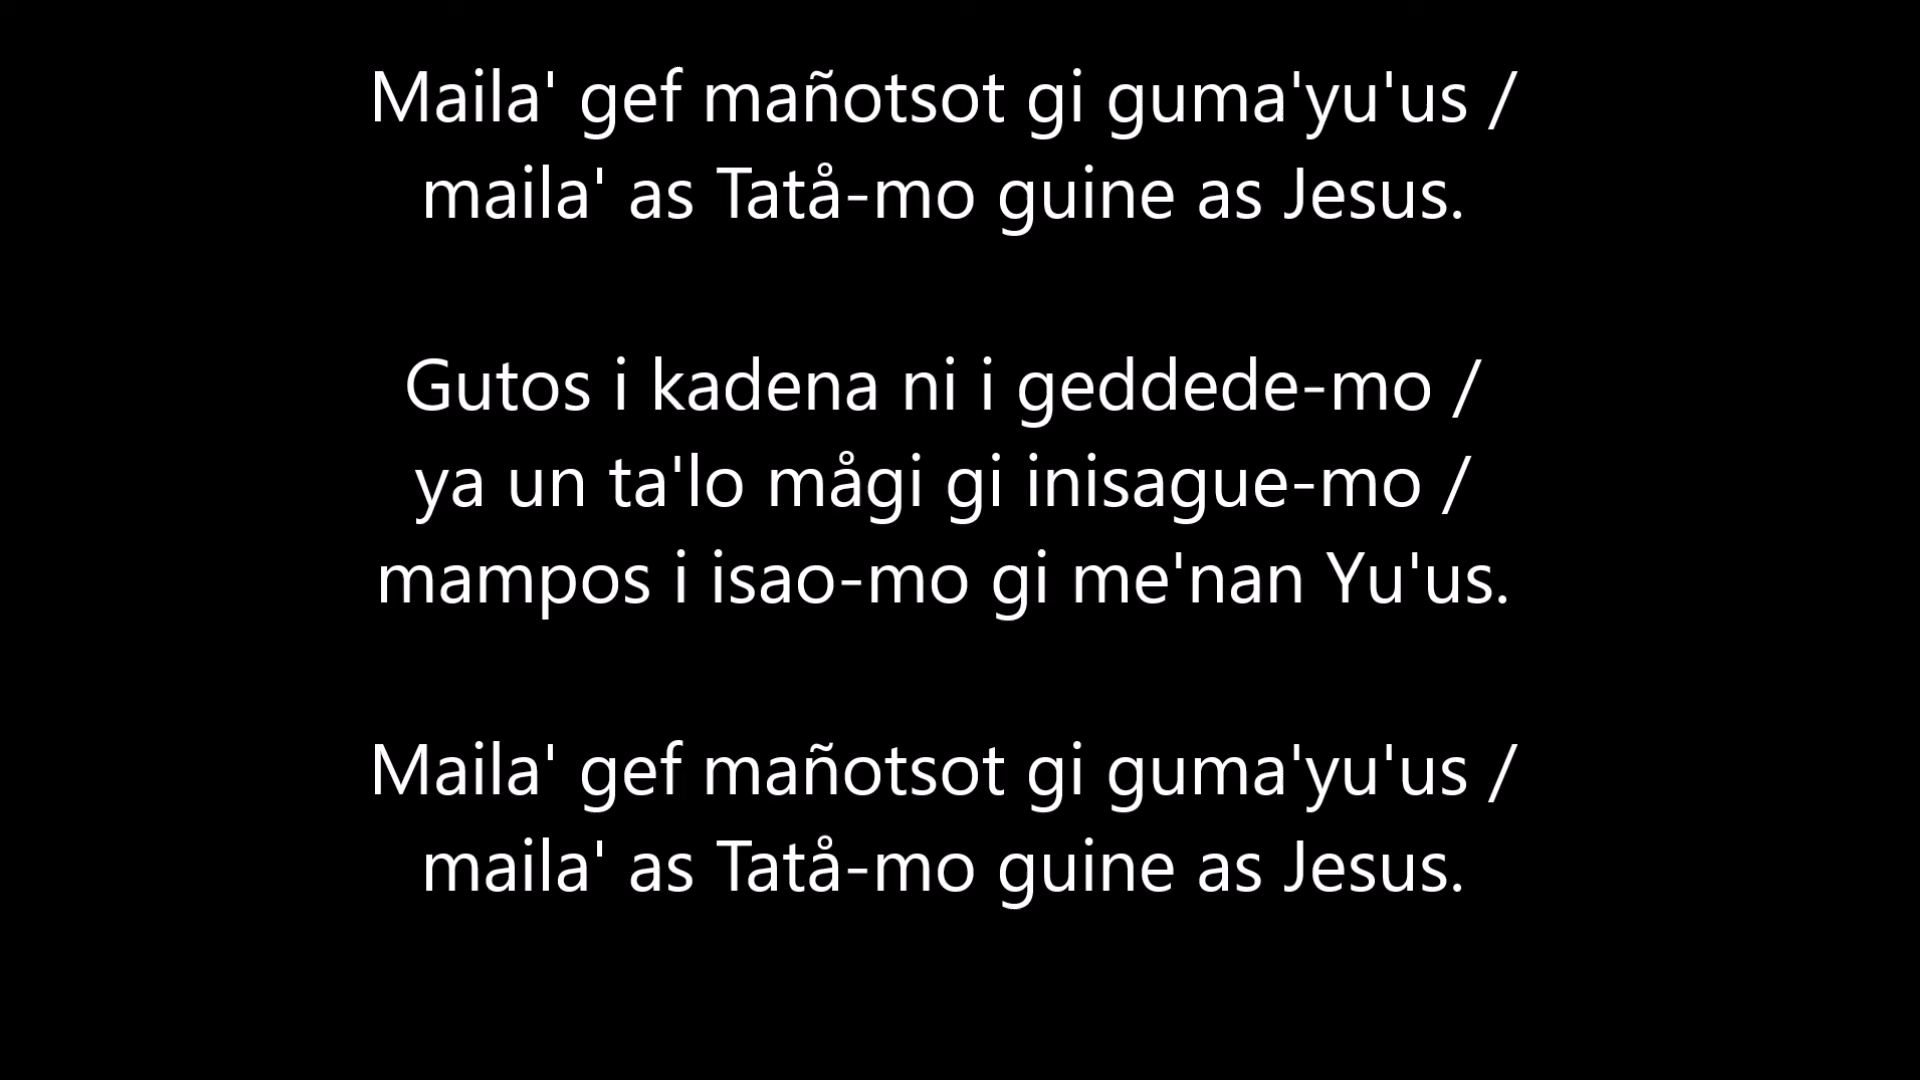 Maila' gef mañotsot gi guma'yu'us /
maila' as Tatå-mo guine as Jesus.
Gutos i kadena ni i geddede-mo /
ya un ta'lo mågi gi inisague-mo /
mampos i isao-mo gi me'nan Yu'us.
Maila' gef mañotsot gi guma'yu'us /
maila' as Tatå-mo guine as Jesus.